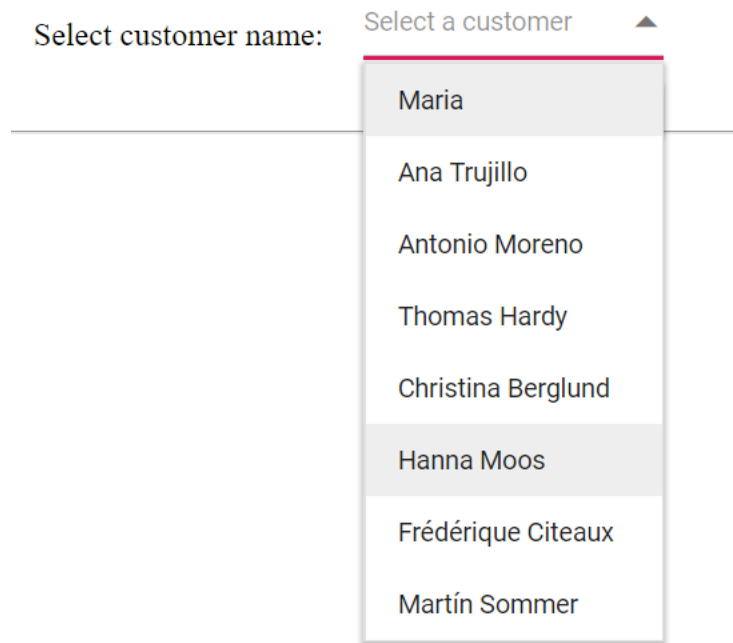 Select customer name:
Select a customer
Maria
Ana Trujillo
Antonio Moreno
Thomas Hardy
Christina Berglund
Hanna Moos
Frédérique Citeaux
Martín Sommer